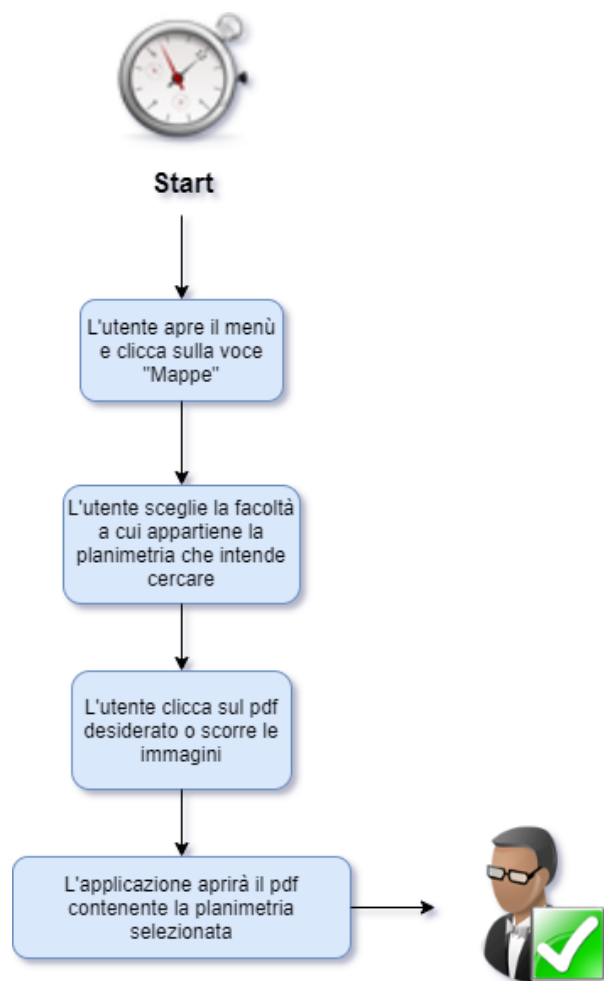 Start
L'utente apre il menù
e clicca sulla voce
"Mappe"
L'utente sceglie la facoltà
a cui appartiene la
planimetria che intende
cercare
L'utente clicca sul pdf
desiderato o scorre le
immagini
L'applicazione aprirà il pdf
contenente la planimetria
selezionata